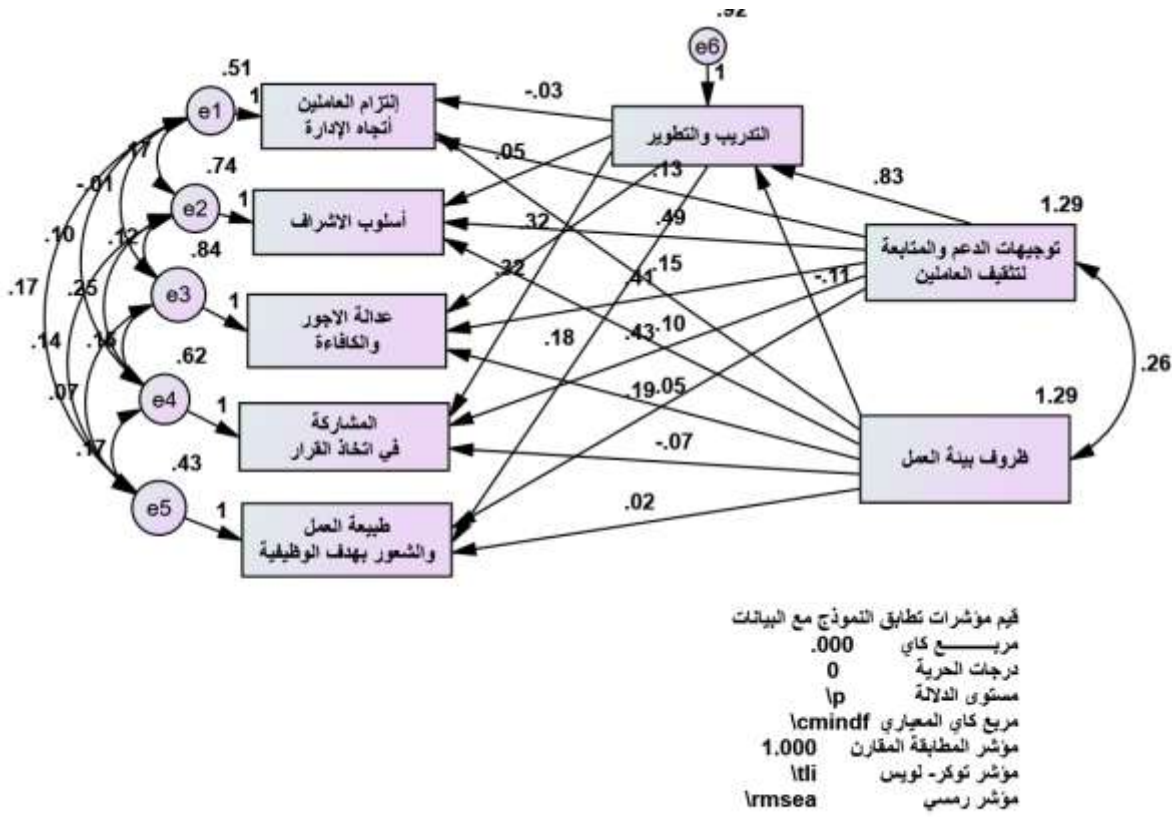 .92
e6
1
.51
e1
1
إلتزام العاملين
أتجاه الإدارة
-.03
التدريب والتطوير
.17
.74
e2
1
أسلوب الاشراف
.05
.13
.83
1.29
توجيهات الدعم والمتابعة
لتثقيف العاملين
-.01
.10
.12
.84
e3
1
عدالة الاجور
والكافاءة
.32
.49
.22
.41
.15
-.11
.17
.25
.14
.15
.62
e4
1
المشاركة
في اتخاذ القرار
.18
.43
.10
.19
.05
.26
1.29
ظروف بيئة العمل
.07
.17
.43
e5
1
طبيعة العمل
والشعور بهدف الوظيفية
-.07
.02
قيم مؤشرات تطابق النموذج مع البيانات
مربـــــع كاي .000
درجات الحرية 0
مستوى الدلالة \p
مربع كاي المعياري \cmindf
مؤشر المطابقة المقارن 1.000
مؤشر توكر- لويس \tli
مؤشر رمسي \rmsea